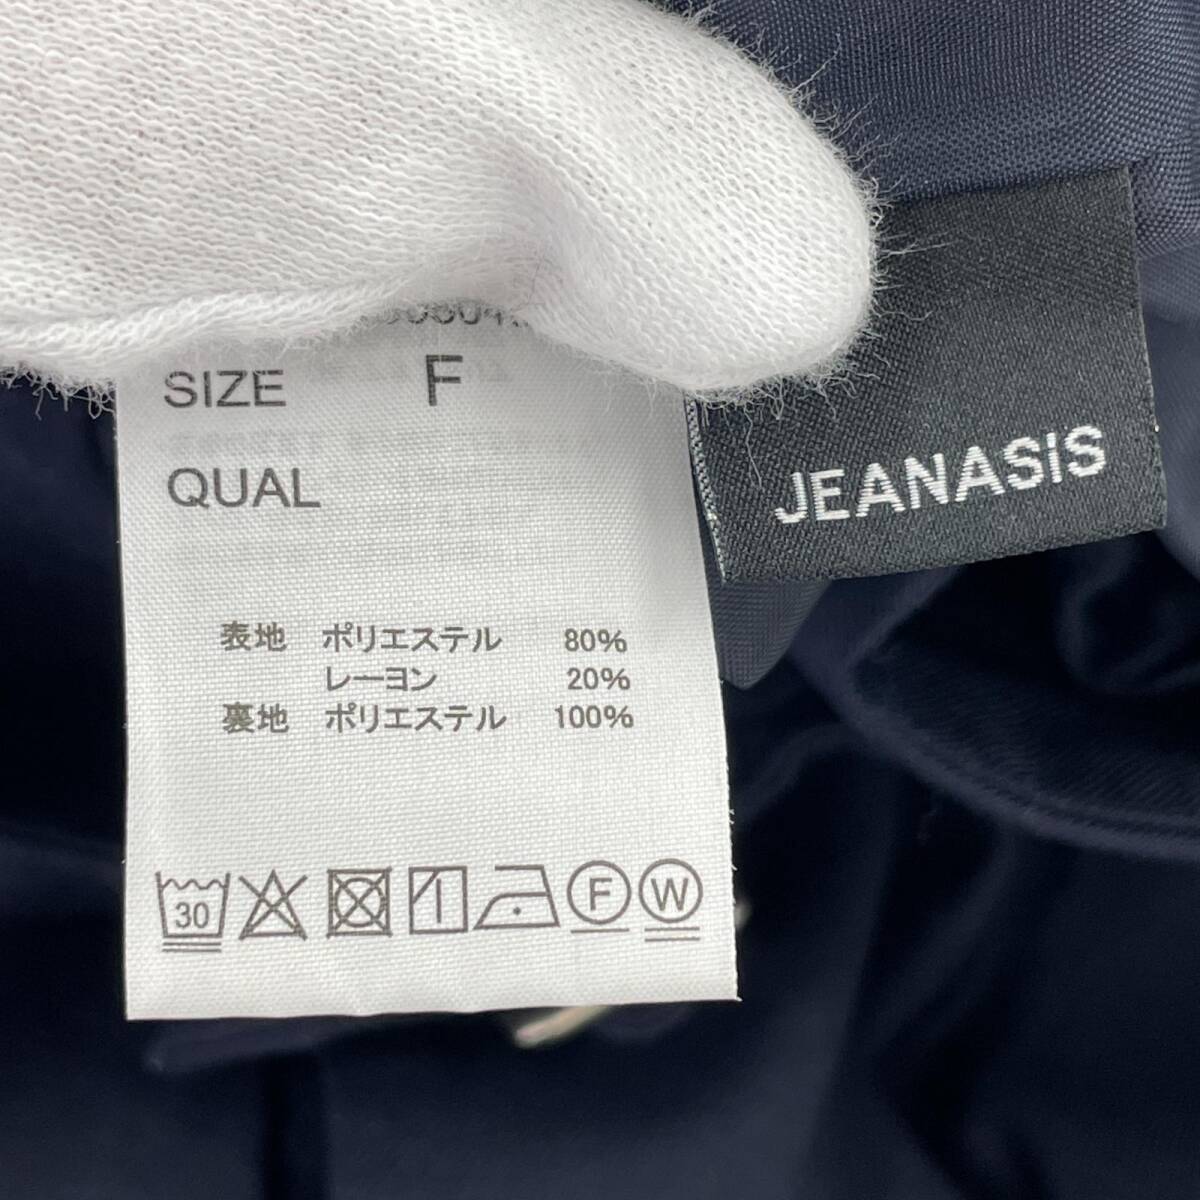 SIZE F
QUAL
表地 ポリエステル 80%
レーヨン 20%
裏地 ポリエステル 100%
30
F
W
JEANASiS